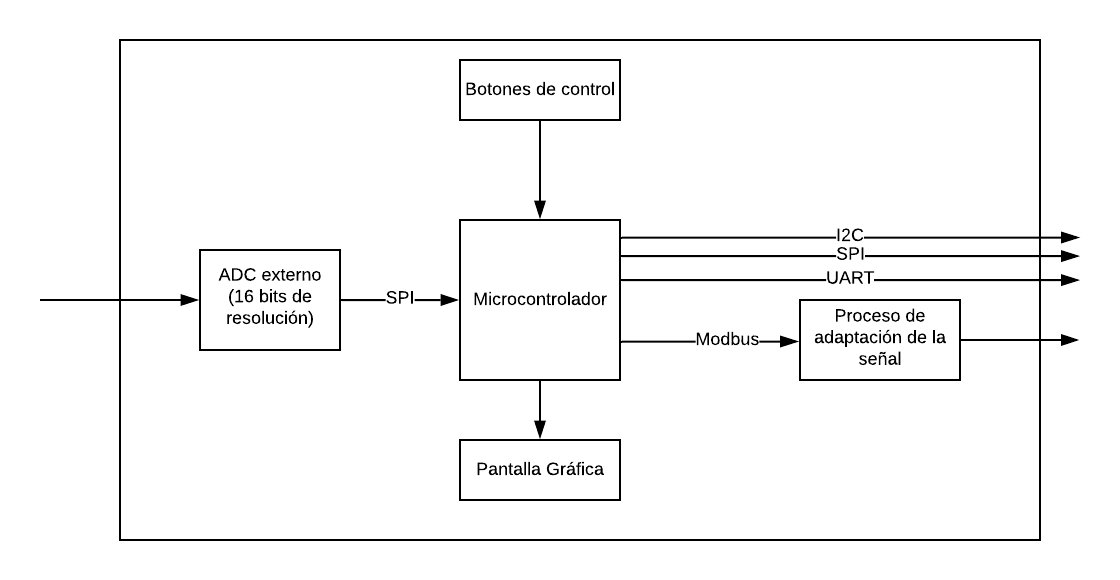 Botones de control
I2C
SPI
UART
ADC externo
(16 bits de
resolución)
SPI
Microcontrolador
Modbus
Proceso de
adaptación de la
señal
Pantalla Gráfica